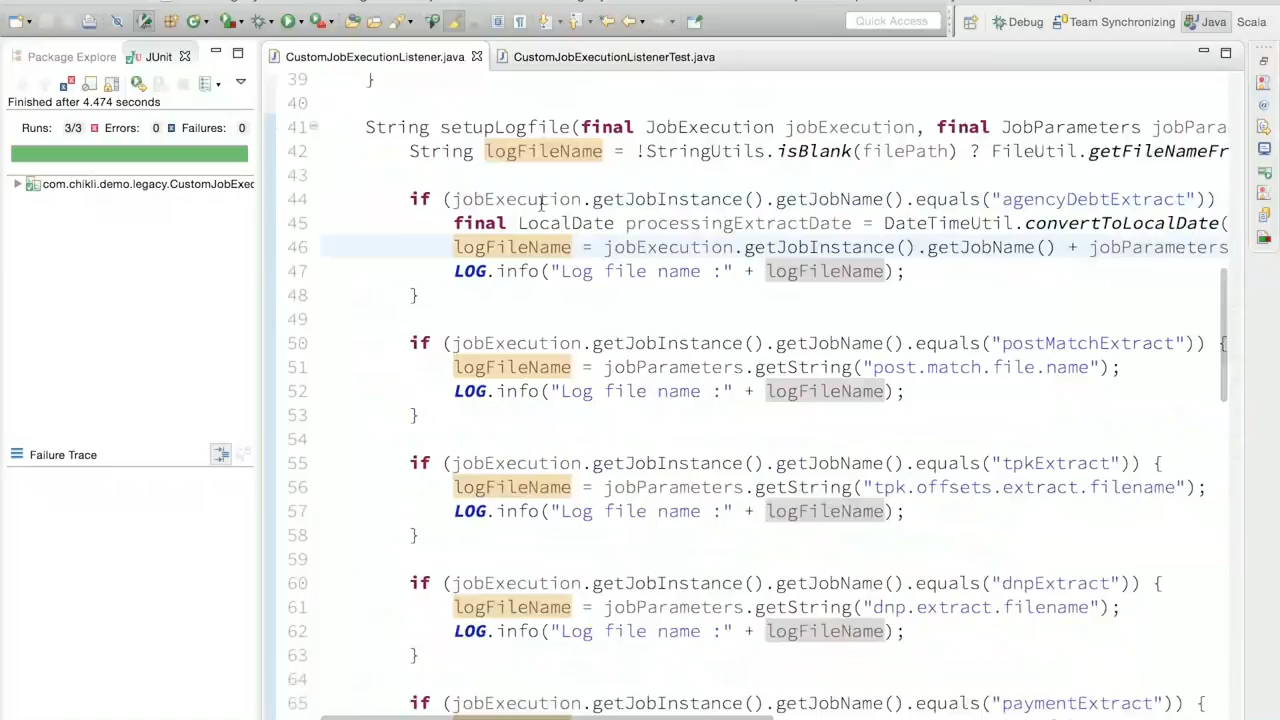 Quick Access
Debug
Team Synchronizing
Java
Scala
Package Explore
JUnit
CustomJobExecutionListener.java
CustomJobExecutionListenerTest.java
Finished after 4.474 seconds
Runs: 3/3 Errors: 0 Failures: 0
com.chikli.demo.legacy.CustomJobExec
Failure Trace
39 }
40
41 String setupLogfile(final JobExecution jobExecution, final JobParameters jobPara
42 String logFileName = !StringUtils.isBlank(filePath) ? FileUtil.getFileNameFr
43
44 if (jobExecution.getJobInstance().getJobName().equals("agencyDebtExtract"))
45 final LocalDate processingExtractDate = DateTimeUtil.convertToLocalDate(
46 logFileName = jobExecution.getJobInstance().getJobName() + jobParameters
47 LOG.info("Log file name :" + logFileName);
48 }
49
50 if (jobExecution.getJobInstance().getJobName().equals("postMatchExtract")) {
51 logFileName = jobParameters.getString("post.match.file.name");
52 LOG.info("Log file name :" + logFileName);
53 }
54
55 if (jobExecution.getJobInstance().getJobName().equals("tpkExtract")) {
56 logFileName = jobParameters.getString("tpk.offsets.extract.filename");
57 LOG.info("Log file name :" + logFileName);
58 }
59
60 if (jobExecution.getJobInstance().getJobName().equals("dnpExtract")) {
61 logFileName = jobParameters.getString("dnp.extract.filename");
62 LOG.info("Log file name :" + logFileName);
63 }
64
65 if (jobExecution.getJobInstance().getJobName().equals("paymentExtract")) {